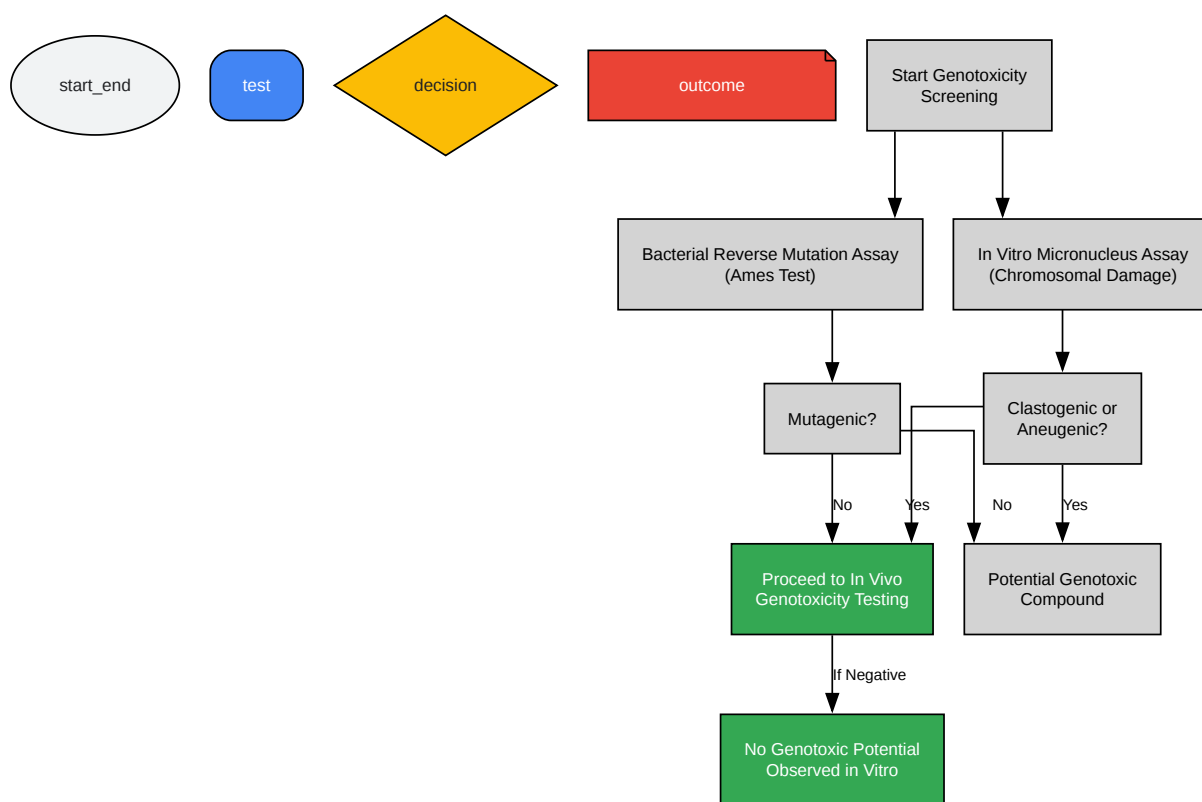 start_end
test
decision
outcome
Start Genotoxicity
Screening
Bacterial Reverse Mutation Assay
(Ames Test)
In Vitro Micronucleus Assay
(Chromosomal Damage)
Mutagenic?
Clastogenic or
Aneugenic?
No
Yes
No
Yes
Proceed to In Vivo
Genotoxicity Testing
Potential Genotoxic
Compound
If Negative
No Genotoxic Potential
Observed in Vitro